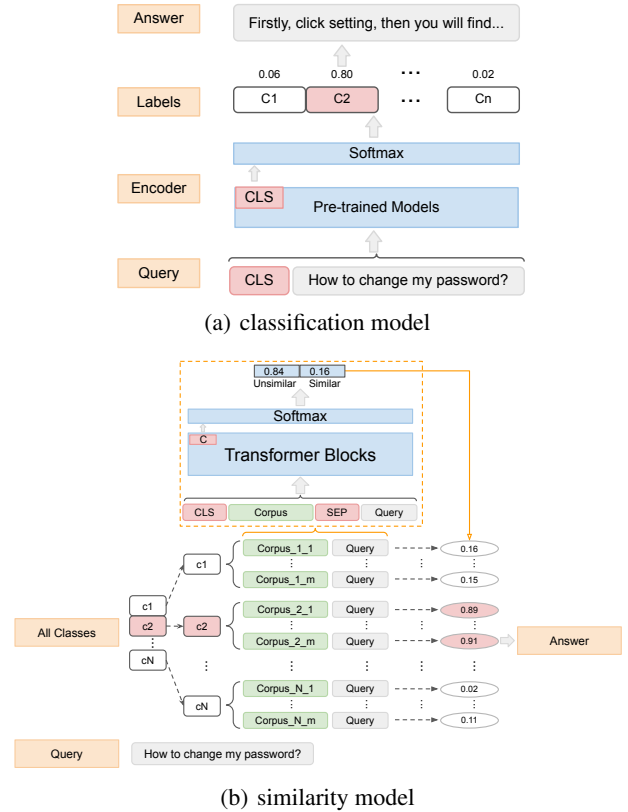 Answer
Firstly, click setting, then you will find...
0.06 0.80 ... 0.02
Labels
C1 C2 ... Cn
Softmax
Encoder
CLS
Pre-trained Models
Query
CLS How to change my password?
(a) classification model
0.84 0.16
Unsimilar Similar
Softmax
C
Transformer Blocks
CLS Corpus SEP Query
c1 Corpus_1_1 Query 0.16
Corpus_1_m Query 0.15
c1
All Classes c2 c2 Corpus_2_1 Query 0.89
Corpus_2_m Query 0.91 Answer
cN
cN Corpus_N_1 Query 0.02
Corpus_N_m Query 0.11
Query How to change my password?
(b) similarity model